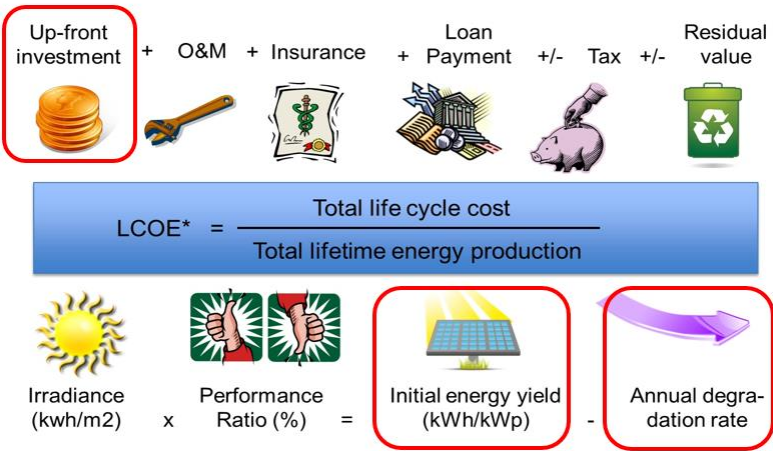 Up-front
investment + O&M + Insurance + Loan
Payment +/- Tax +/- Residual
value
LCOE* = Total life cycle cost
Total lifetime energy production
Irradiance
(kwh/m2) x Performance
Ratio (%) = Initial energy yield
(kWh/kWp) - Annual degra-
dation rate